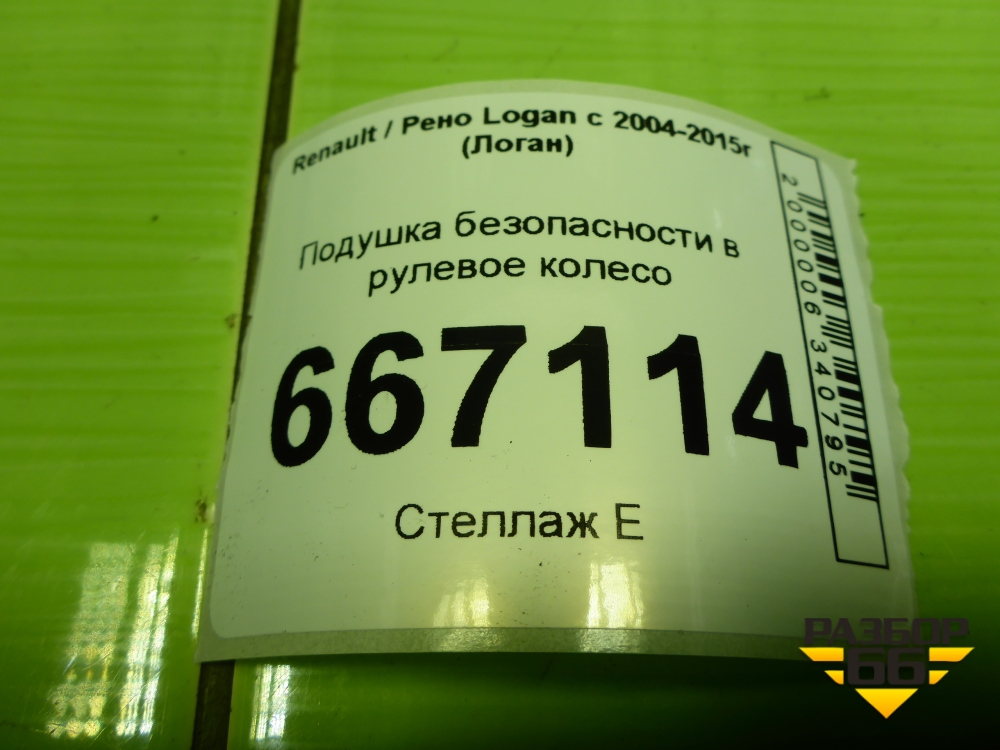 Renault / Рено Logan с 2004-2015г
(Логан)
Подушка безопасности в
рулевое колесо
667114
Стеллаж Е
2000006340795
РАЗБОР
66